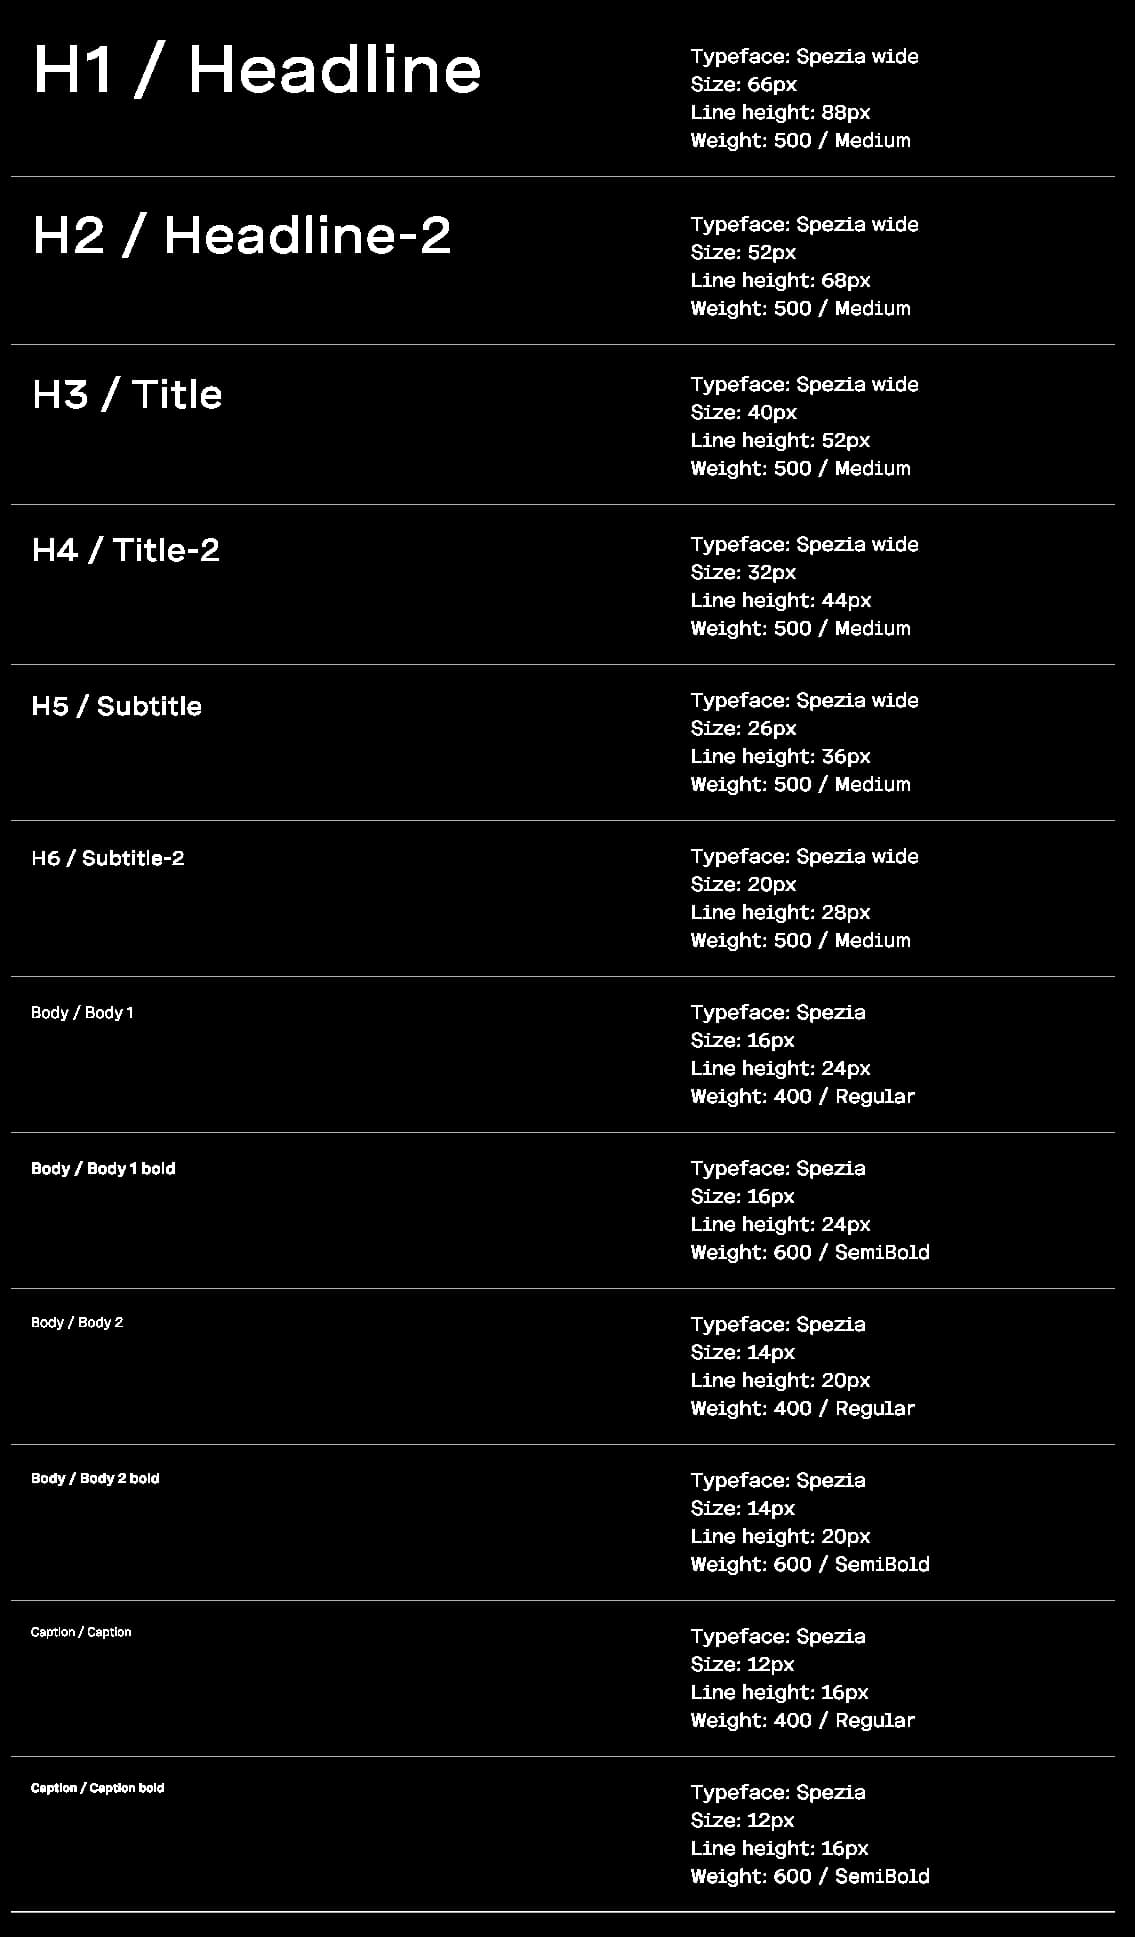 H1 / Headline
Typeface: Spezia wide
Size: 66px
Line height: 88px
Weight: 500 / Medium
H2 / Headline-2
Typeface: Spezia wide
Size: 52px
Line height: 68px
Weight: 500 / Medium
H3 / Title
Typeface: Spezia wide
Size: 40px
Line height: 52px
Weight: 500 / Medium
H4 / Title-2
Typeface: Spezia wide
Size: 32px
Line height: 44px
Weight: 500 / Medium
H5 / Subtitle
Typeface: Spezia wide
Size: 26px
Line height: 36px
Weight: 500 / Medium
H6 / Subtitle-2
Typeface: Spezia wide
Size: 20px
Line height: 28px
Weight: 500 / Medium
Body / Body 1
Typeface: Spezia
Size: 16px
Line height: 24px
Weight: 400 / Regular
Body / Body 1 bold
Typeface: Spezia
Size: 16px
Line height: 24px
Weight: 600 / SemiBold
Body / Body 2
Typeface: Spezia
Size: 14px
Line height: 20px
Weight: 400 / Regular
Body / Body 2 bold
Typeface: Spezia
Size: 14px
Line height: 20px
Weight: 600 / SemiBold
Caption / Caption
Typeface: Spezia
Size: 12px
Line height: 16px
Weight: 400 / Regular
Caption / Caption bold
Typeface: Spezia
Size: 12px
Line height: 16px
Weight: 600 / SemiBold